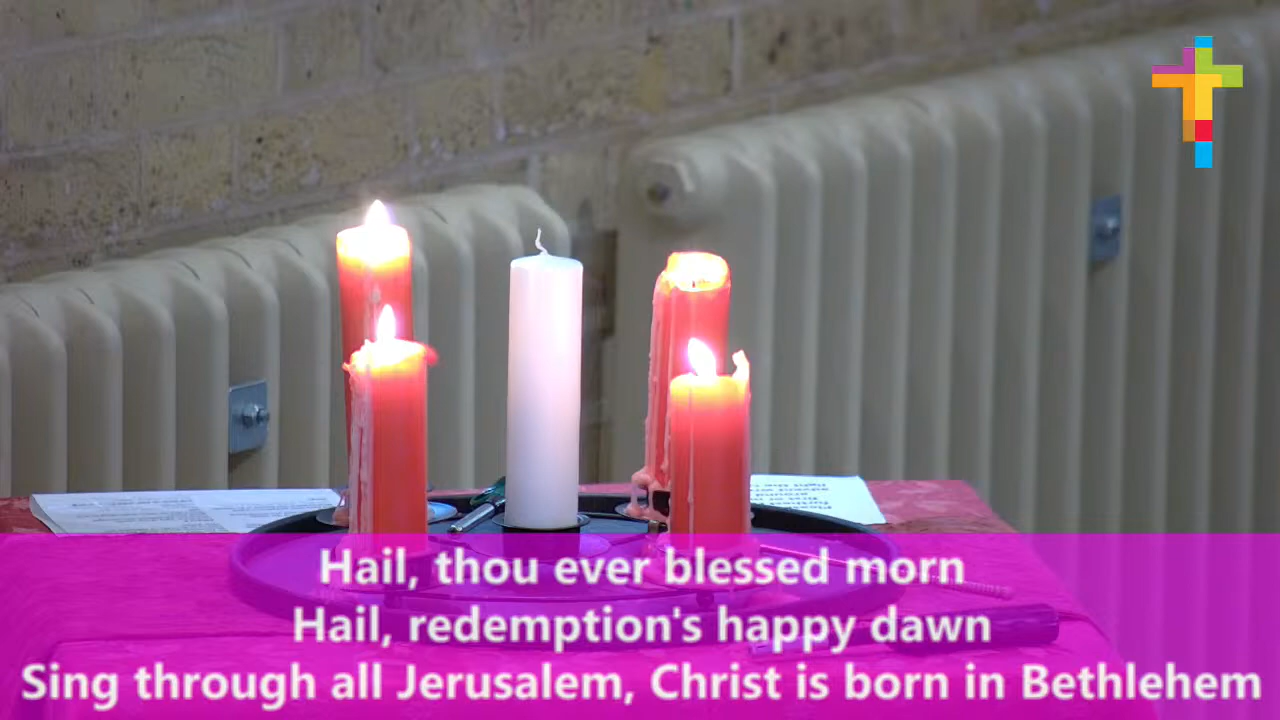 Hail, thou ever blessed morn
Hail, redemption's happy dawn
Sing through all Jerusalem, Christ is born in Bethlehem